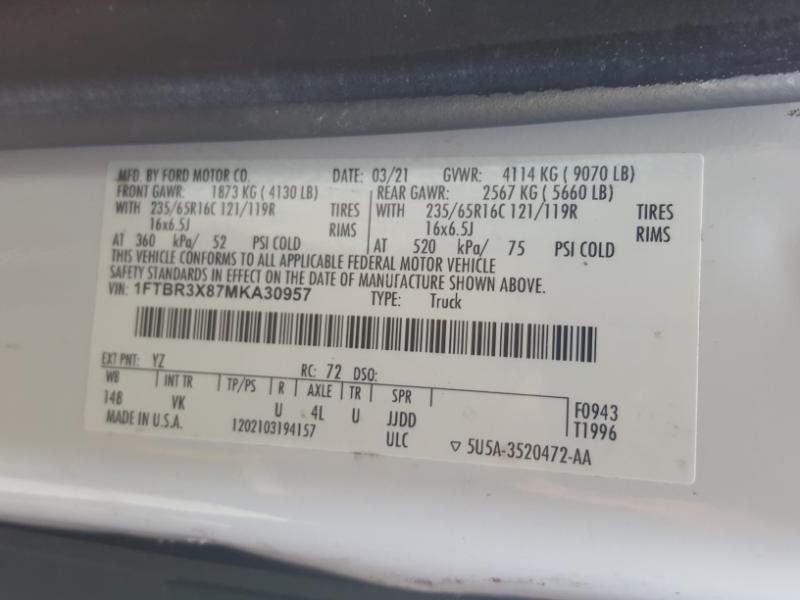 MFD. BY FORD MOTOR CO. DATE: 03/21 GVWR: 4114 KG ( 9070 LB)
FRONT GAWR: 1873 KG ( 4130 LB) REAR GAWR: 2567 KG ( 5660 LB)
WITH 235/65R16C 121/119R TIRES WITH 235/65R16C 121/119R TIRES
16x6.5J RIMS 16x6.5J RIMS
AT 360 kPa/ 52 PSI COLD AT 520 kPa/ 75 PSI COLD
THIS VEHICLE CONFORMS TO ALL APPLICABLE FEDERAL MOTOR VEHICLE
SAFETY STANDARDS IN EFFECT ON THE DATE OF MANUFACTURE SHOWN ABOVE.
VIN: 1FTBR3X87MKA30957 TYPE: Truck
EXT PNT: YZ RC: 72 DSO:
WB INT TR TP/PS R AXLE TR SPR
148 VK U 4L U JJDD F0943
MADE IN U.S.A. 1202103194157 ULC T1996
5U5A-3520472-AA